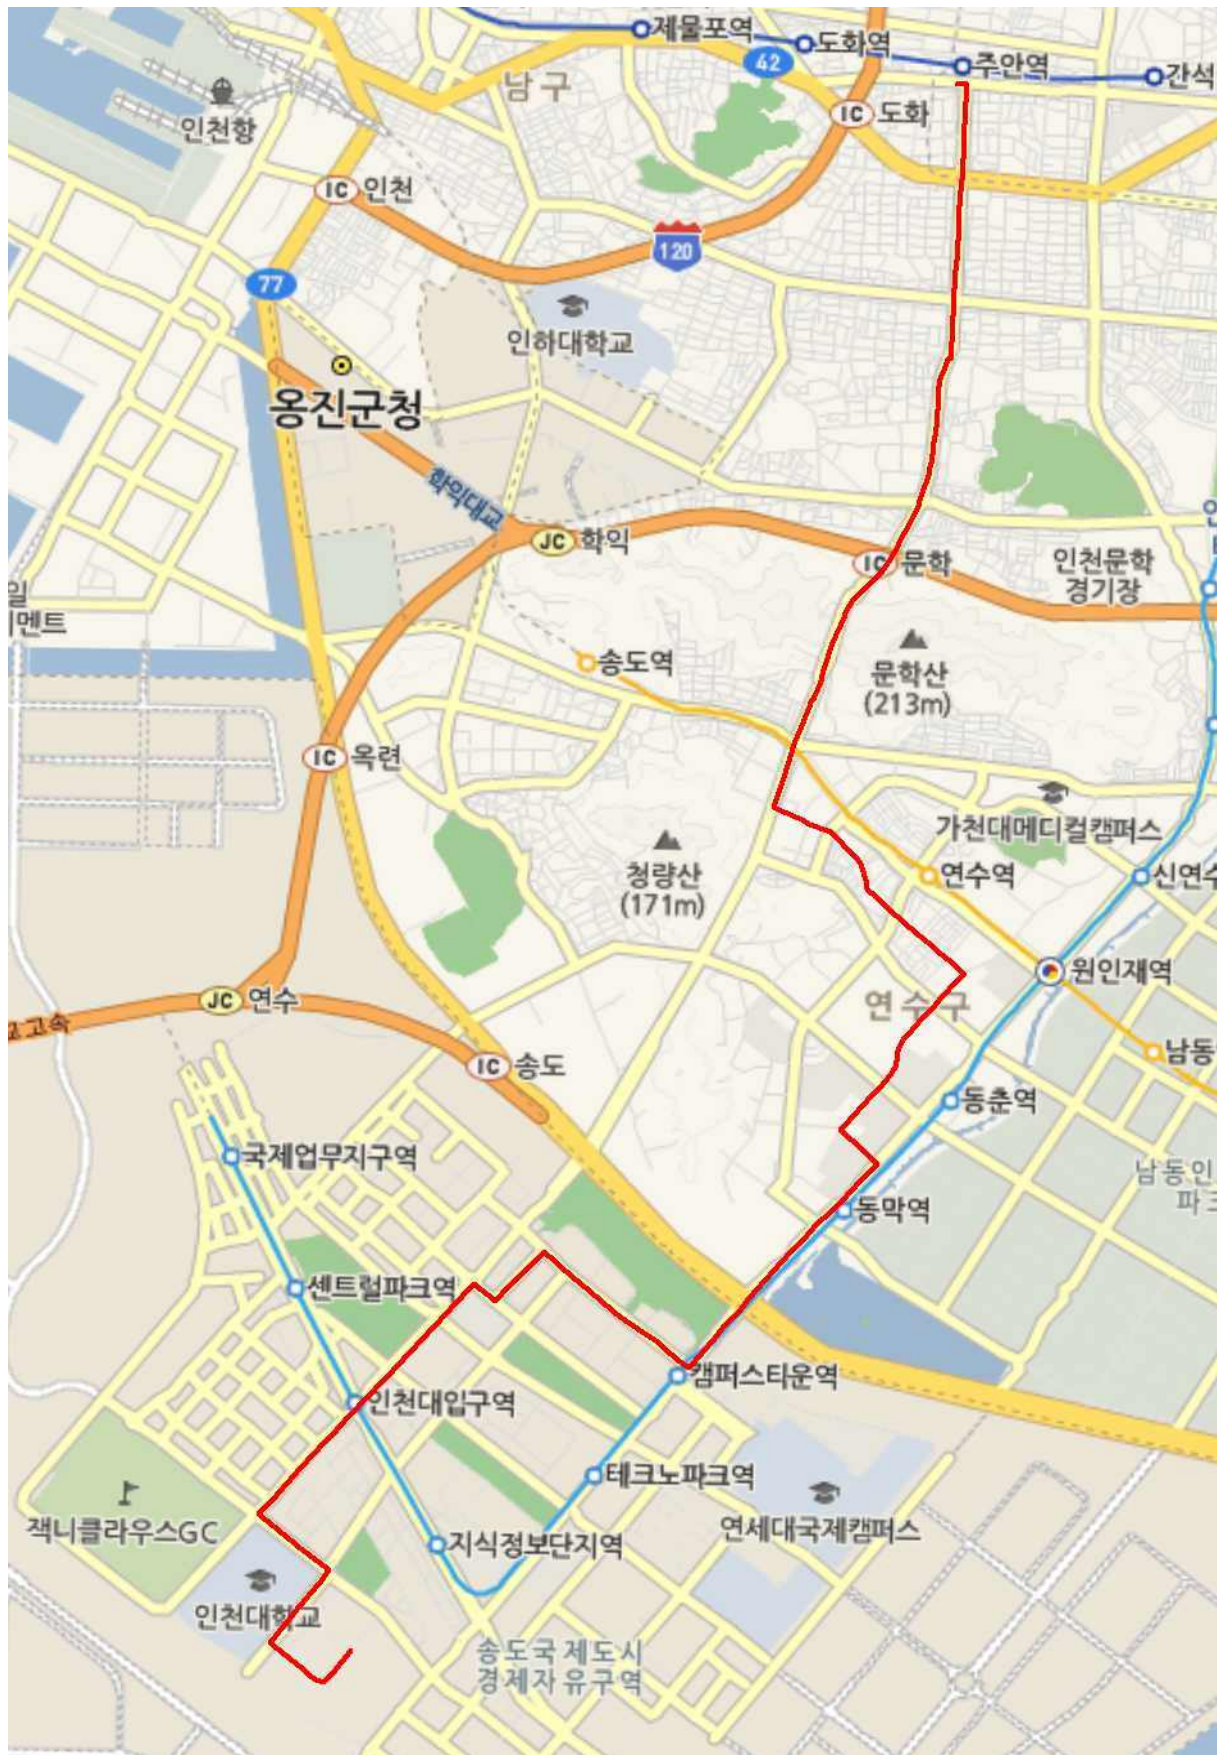 제물포역
도화역
42
주안역
간석
남구
인천항
IC 도화
IC 인천
120
77
인하대학교
옹진군청
학익대교
JC 학익
IC 문학
인천문학
경기장
멘트
송도역
문학산
(213m)
IC 옥련
가천대메디컬캠퍼스
청량산
(171m)
연수역
신연수
원인재역
JC 연수
연수구
교고속
남동
IC 송도
동춘역
국제업무지구역
남동인
파크
동막역
센트럴파크역
캠퍼스타운역
인천대입구역
테크노파크역
잭니클라우스GC
연세대국제캠퍼스
지식정보단지역
인천대학교
송도국제도시
경제자유구역